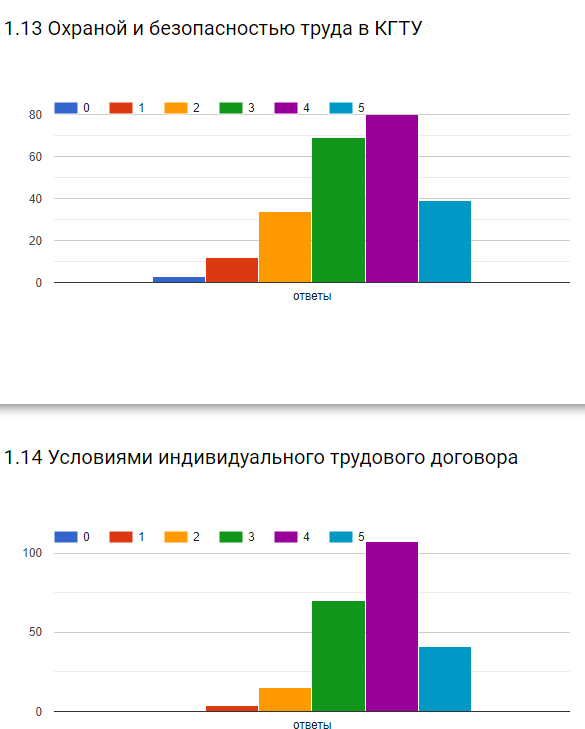 1.13 Охраной и безопасностью труда в КГТУ
0 1 2 3 4 5
80
60
40
20
0
ответы
1.14 Условиями индивидуального трудового договора
0 1 2 3 4 5
100
50
0
ответы